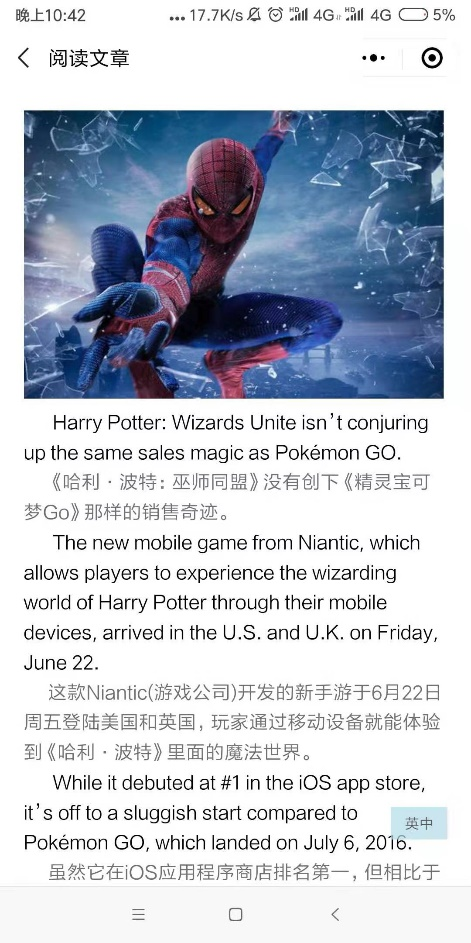 晚上10:42 ... 17.7K/s HD 4G HD 4G 5%
阅读文章
Harry Potter: Wizards Unite isn't conjuring
up the same sales magic as Pokémon GO.
《哈利·波特：巫师同盟》没有创下《精灵宝可
梦Go》那样的销售奇迹。
The new mobile game from Niantic, which
allows players to experience the wizarding
world of Harry Potter through their mobile
devices, arrived in the U.S. and U.K. on Friday,
June 22.
这款Niantic(游戏公司)开发的新手游于6月22日
周五登陆美国和英国，玩家通过移动设备就能体验
到《哈利·波特》里面的魔法世界。
While it debuted at #1 in the iOS app store,
it's off to a sluggish start compared to
英中
Pokémon GO, which landed on July 6, 2016.
虽然它在iOS应用程序商店排名第一，但相比于